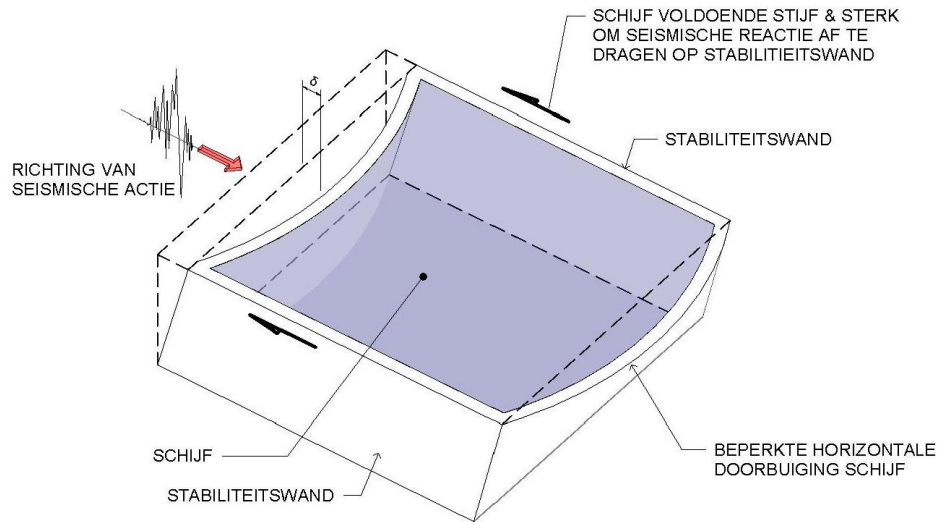 SCHIJF VOLDOENDE STIJF & STERK
OM SEISMISCHE REACTIE AF TE
DRAGEN OP STABILITIEITSWAND
δ
STABILITEITSWAND
RICHTING VAN
SEISMISCHE ACTIE
SCHIJF
STABILITEITSWAND
BEPERKTE HORIZONTALE
DOORBUIGING SCHIJF